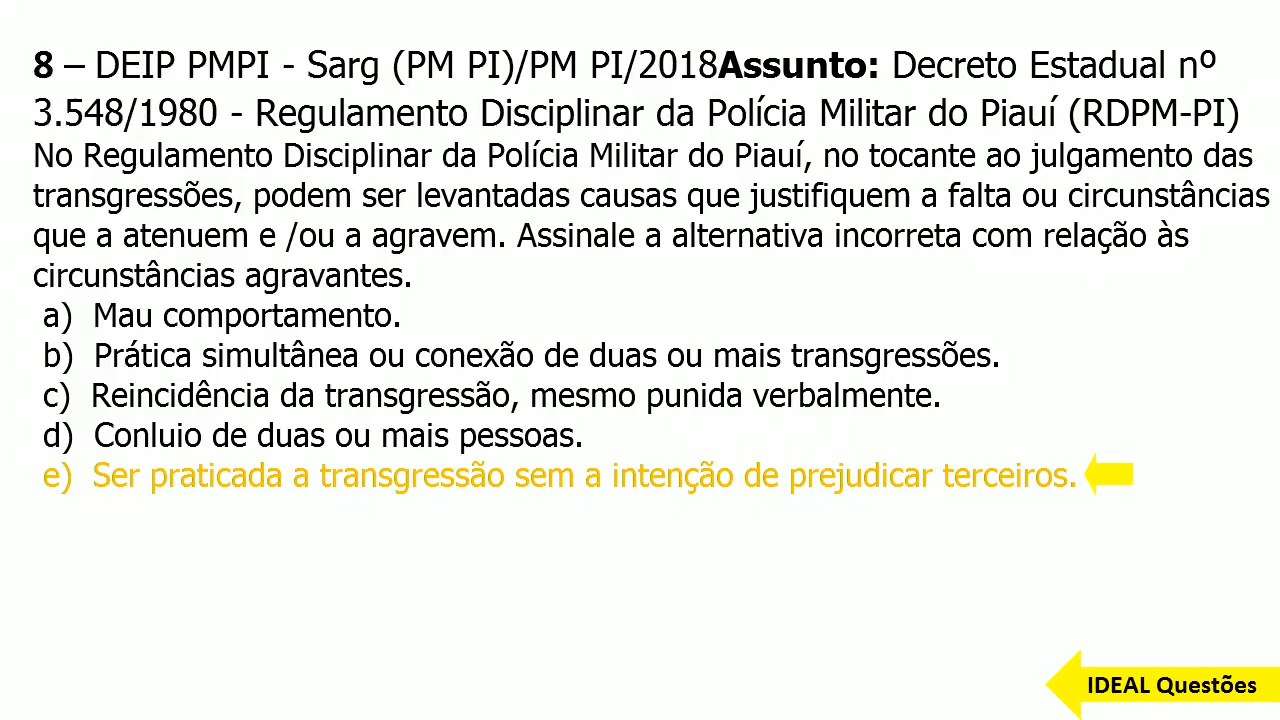 8 – DEIP PMPI - Sarg (PM PI)/PM PI/2018Assunto: Decreto Estadual nº
3.548/1980 - Regulamento Disciplinar da Polícia Militar do Piauí (RDPM-PI)
No Regulamento Disciplinar da Polícia Militar do Piauí, no tocante ao julgamento das
transgressões, podem ser levantadas causas que justifiquem a falta ou circunstâncias
que a atenuem e /ou a agravem. Assinale a alternativa incorreta com relação às
circunstâncias agravantes.
a) Mau comportamento.
b) Prática simultânea ou conexão de duas ou mais transgressões.
c) Reincidência da transgressão, mesmo punida verbalmente.
d) Conluio de duas ou mais pessoas.
e) Ser praticada a transgressão sem a intenção de prejudicar terceiros.
IDEAL Questões